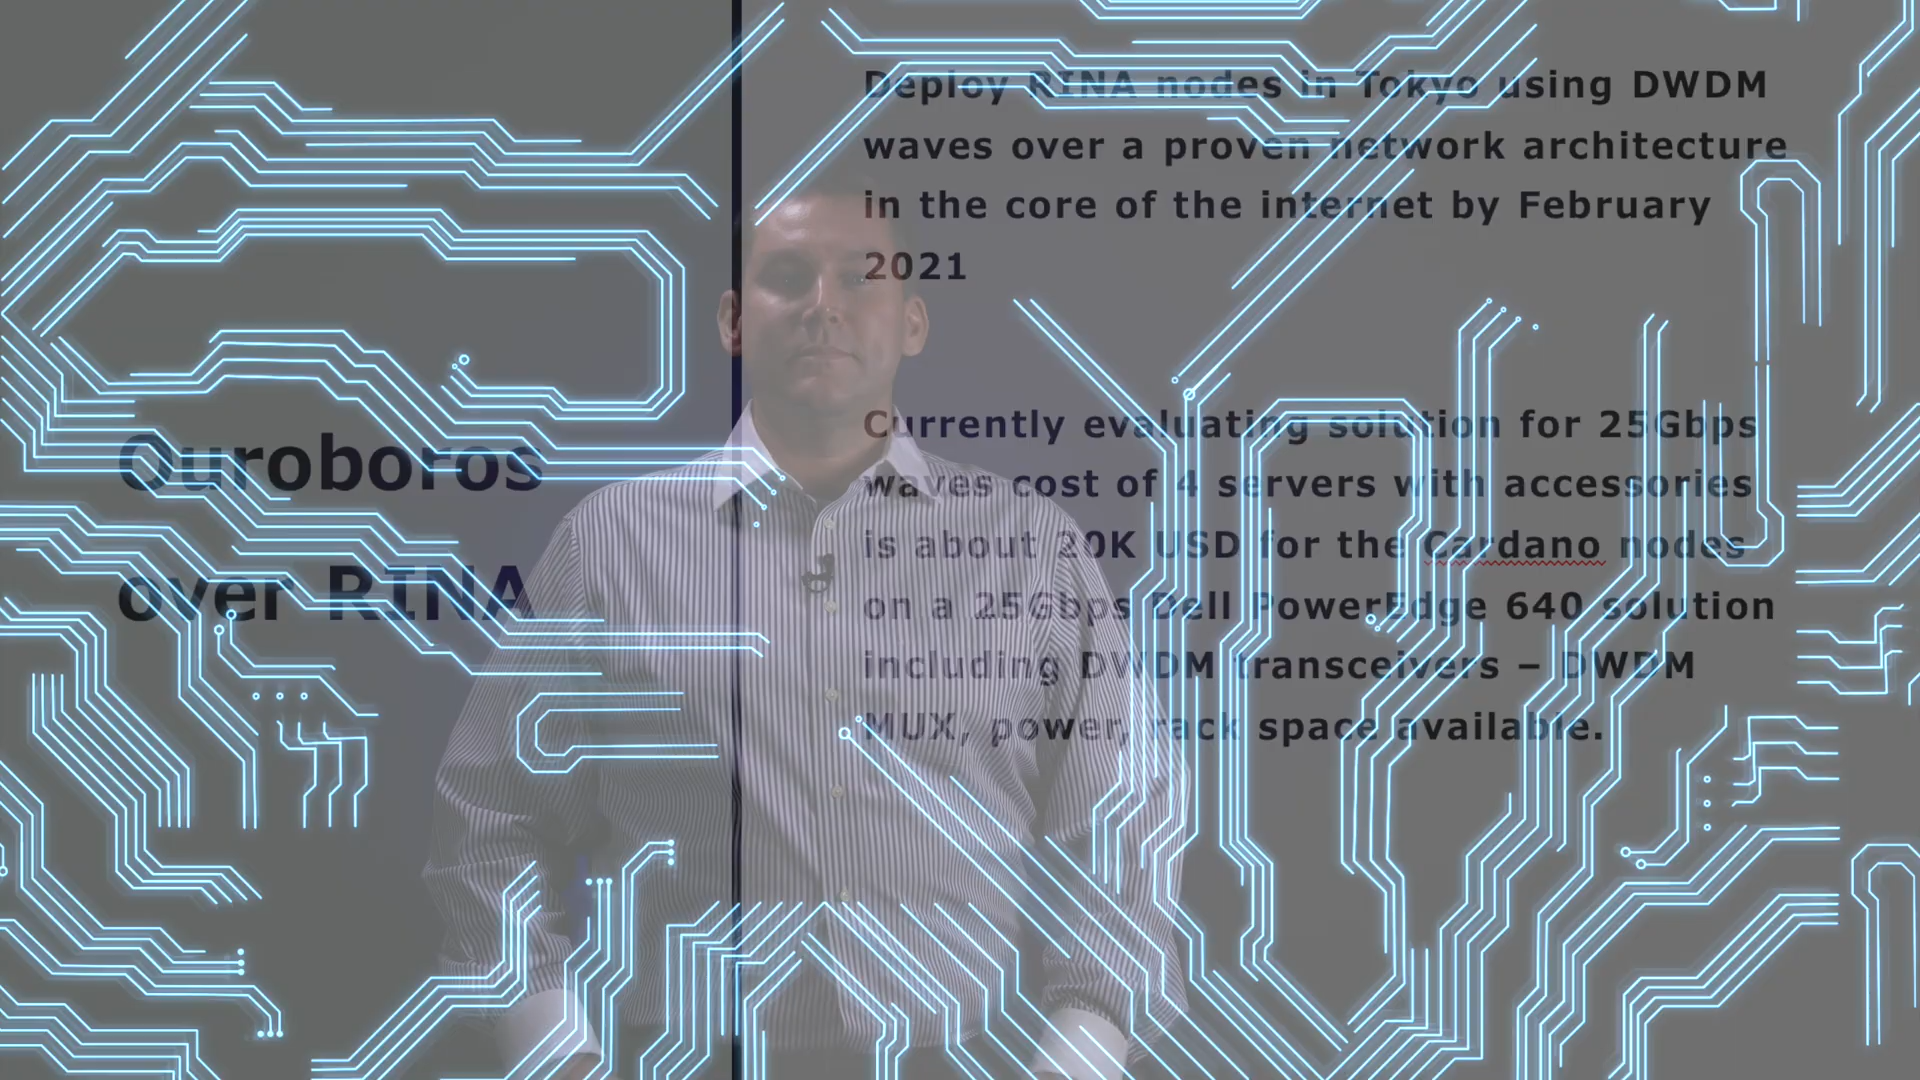 Ouroboros
over RINA
Deploy RINA nodes in Tokyo using DWDM
waves over a proven network architecture
in the core of the internet by February
2021
Currently evaluating solution for 25Gbps
waves cost of 4 servers with accessories
is about 20K USD for the Cardano nodes
on a 25Gbps Dell PowerEdge 640 solution
including DWDM transceivers – DWDM
MUX, power, rack space available.